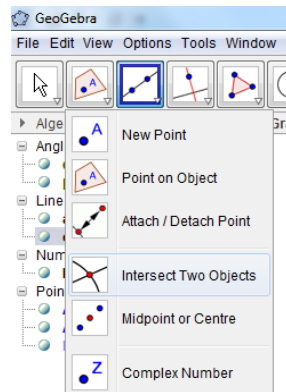 GeoGebra
File Edit View Options Tools Window
Alge
Angl
New Point
Point on Object
Line
Attach / Detach Point
Num
Intersect Two Objects
Poin
Midpoint or Centre
Complex Number